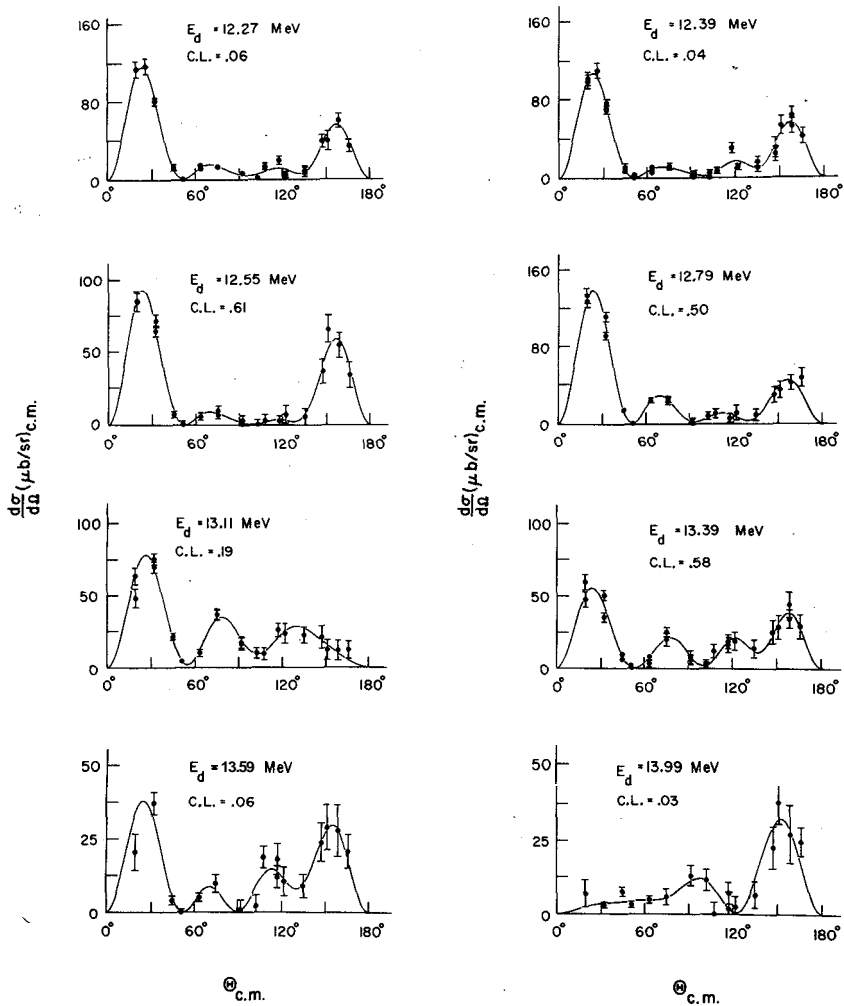 E_d = 12.27 MeV
C.L. = .06
160
80
0
0° 60° 120° 180°
E_d = 12.39 MeV
C.L. = .04
160
80
0
0° 60° 120° 180°
E_d = 12.55 MeV
C.L. = .61
100
50
0
0° 60° 120° 180°
E_d = 12.79 MeV
C.L. = .50
160
80
0
0° 60° 120° 180°
dσ/dΩ (μb/sr)c.m.
dσ/dΩ (μb/sr)c.m.
E_d = 13.11 MeV
C.L. = .19
100
50
0
0° 60° 120° 180°
E_d = 13.39 MeV
C.L. = .58
100
50
0
0° 60° 120° 180°
E_d = 13.59 MeV
C.L. = .06
50
25
0
0° 60° 120° 180°
E_d = 13.99 MeV
C.L. = .03
50
25
0
0° 60° 120° 180°
Θc.m.
Θc.m.